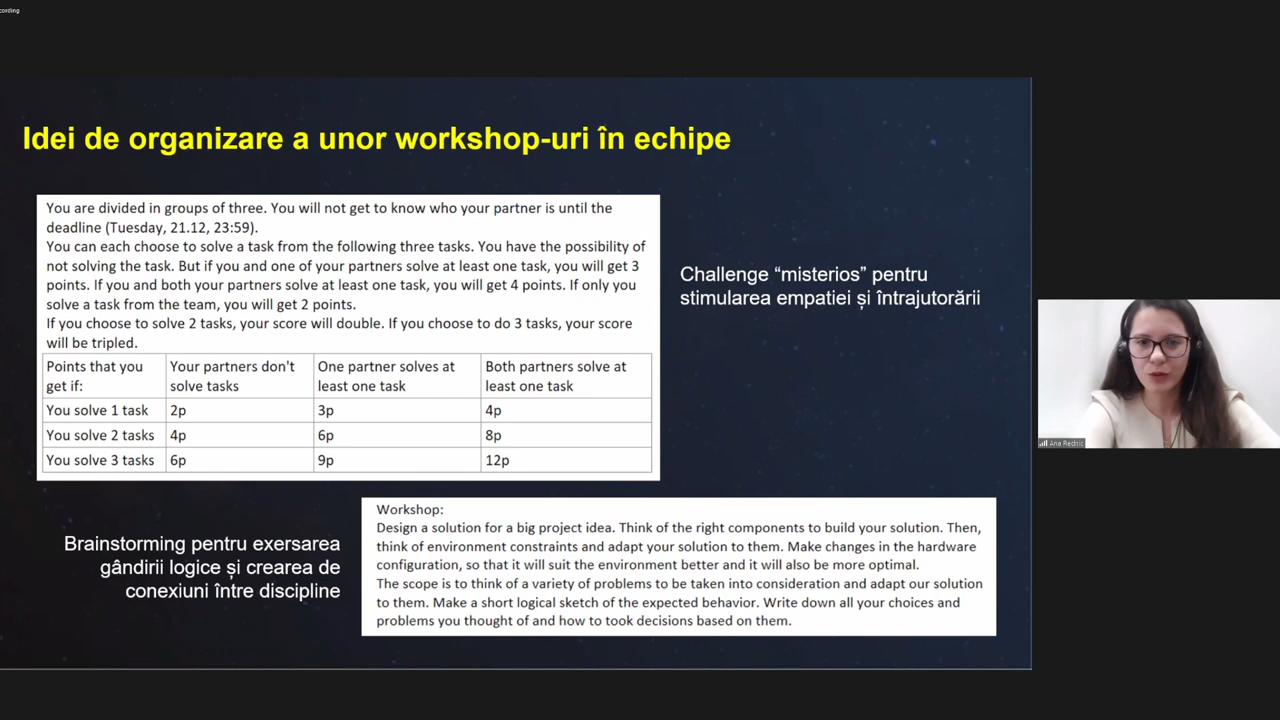 cording
Idei de organizare a unor workshop-uri în echipe
You are divided in groups of three. You will not get to know who your partner is until the
deadline (Tuesday, 21.12, 23:59).
You can each choose to solve a task from the following three tasks. You have the possibility of
not solving the task. But if you and one of your partners solve at least one task, you will get 3
points. If you and both your partners solve at least one task, you will get 4 points. If only you
solve a task from the team, you will get 2 points.
If you choose to solve 2 tasks, your score will double. If you choose to do 3 tasks, your score
will be tripled.
Points that you get if: Your partners don't solve tasks One partner solves at least one task Both partners solve at least one task
You solve 1 task 2p 3p 4p
You solve 2 tasks 4p 6p 8p
You solve 3 tasks 6p 9p 12p
Challenge “misterios” pentru
stimularea empatiei și întrajutorării
Ana Rednic
Brainstorming pentru exersarea
gândirii logice și crearea de
conexiuni între discipline
Workshop:
Design a solution for a big project idea. Think of the right components to build your solution. Then,
think of environment constraints and adapt your solution to them. Make changes in the hardware
configuration, so that it will suit the environment better and it will also be more optimal.
The scope is to think of a variety of problems to be taken into consideration and adapt our solution
to them. Make a short logical sketch of the expected behavior. Write down all your choices and
problems you thought of and how to took decisions based on them.